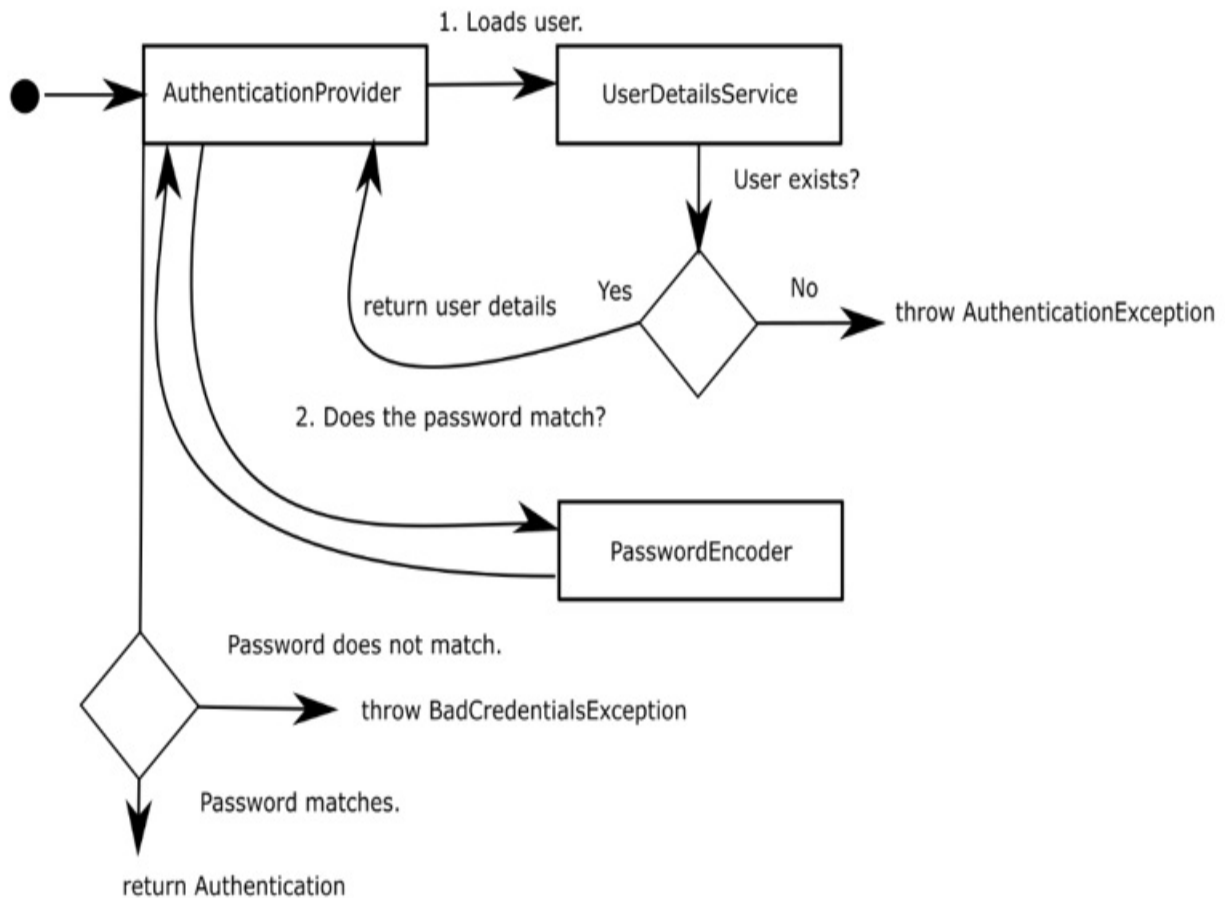 1. Loads user.
AuthenticationProvider
UserDetailsService
User exists?
Yes
No
return user details
throw AuthenticationException
2. Does the password match?
PasswordEncoder
Password does not match.
throw BadCredentialsException
Password matches.
return Authentication